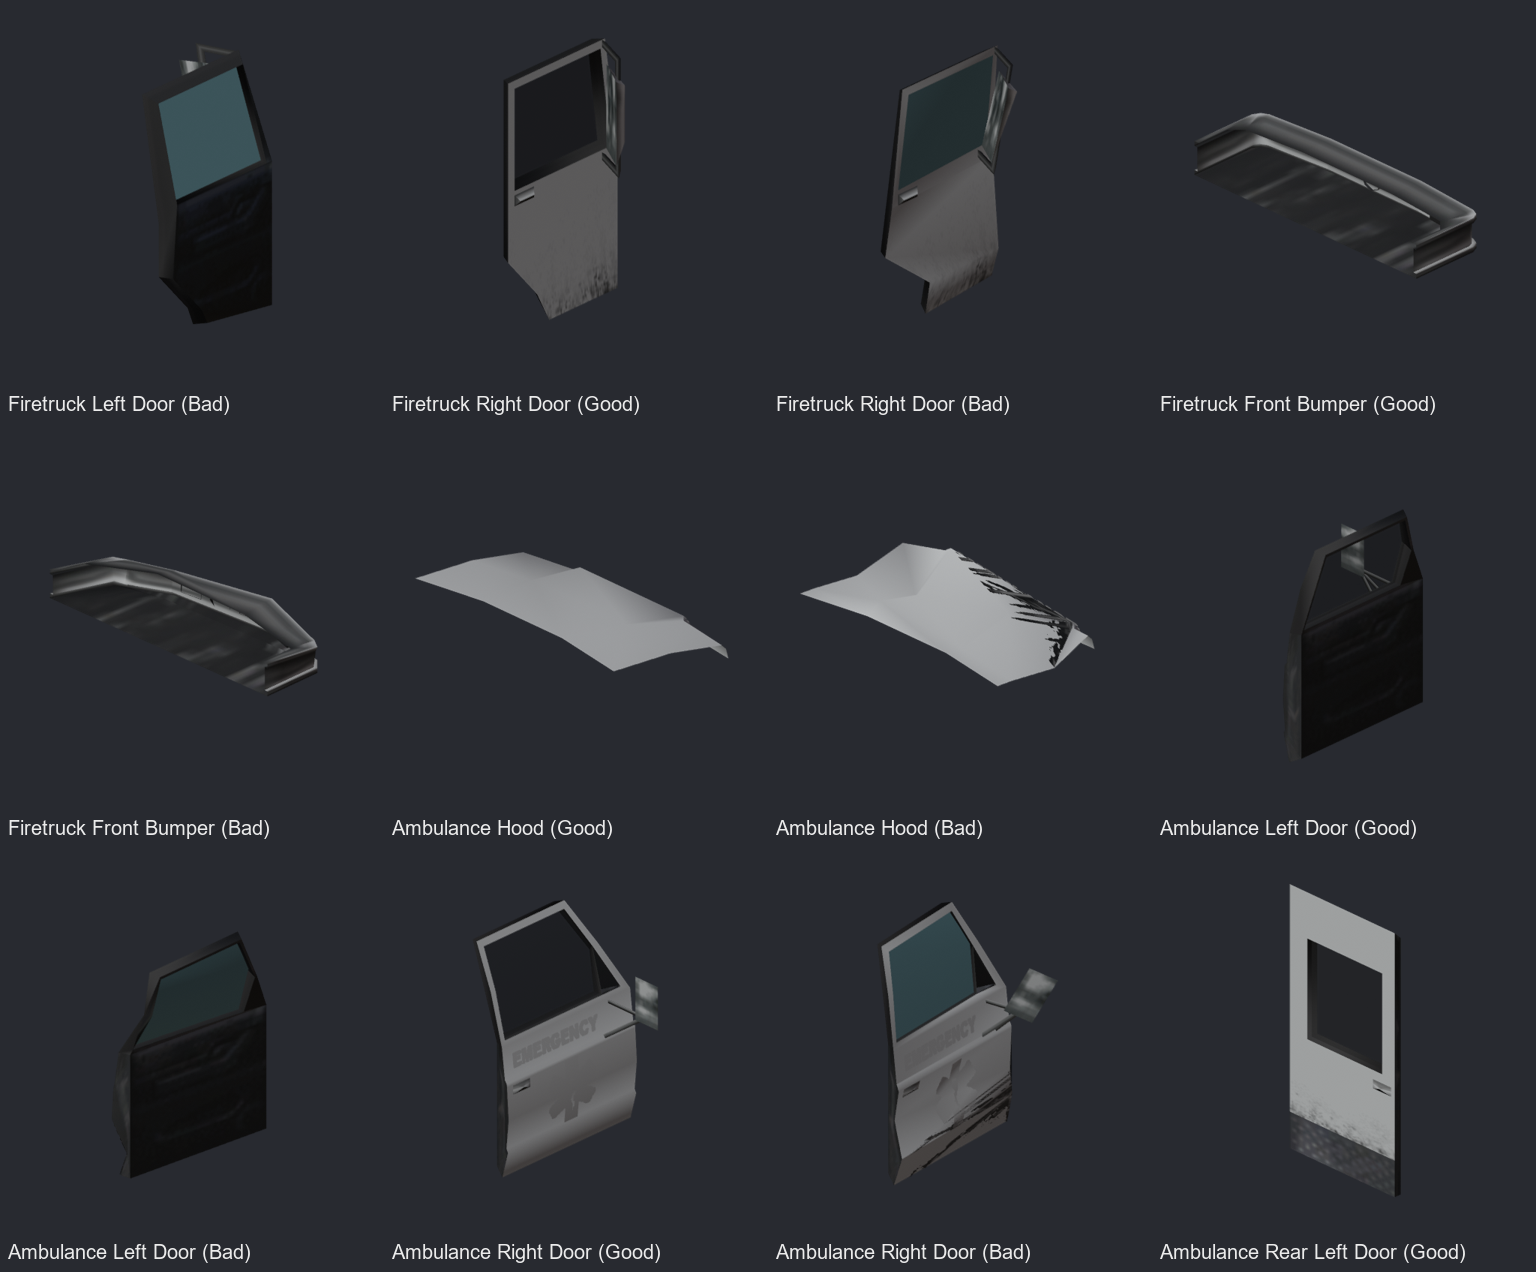 Firetruck Left Door (Bad)
Firetruck Right Door (Good)
Firetruck Right Door (Bad)
Firetruck Front Bumper (Good)
Firetruck Front Bumper (Bad)
Ambulance Hood (Good)
Ambulance Hood (Bad)
Ambulance Left Door (Good)
EMERGENCY
EMERGENCY
Ambulance Left Door (Bad)
Ambulance Right Door (Good)
Ambulance Right Door (Bad)
Ambulance Rear Left Door (Good)